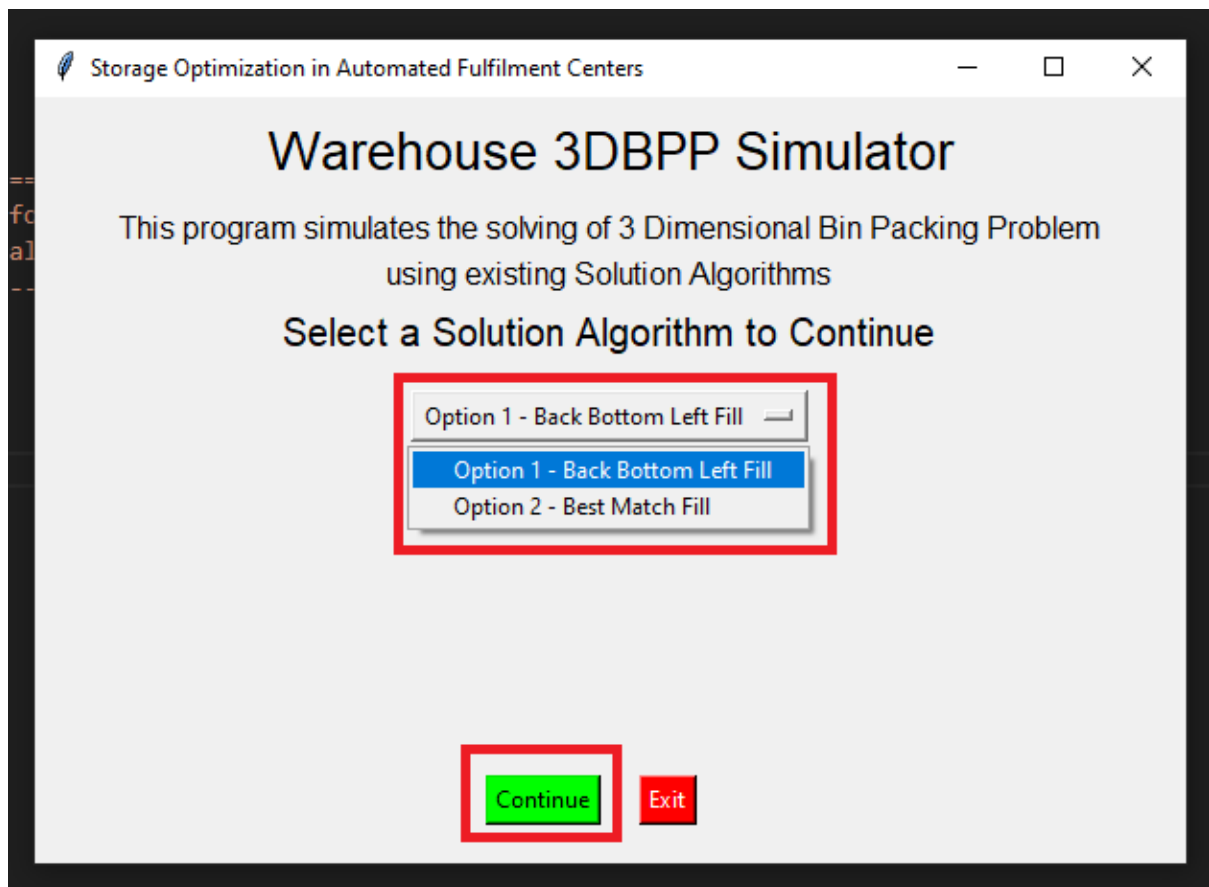 Storage Optimization in Automated Fulfilment Centers
Warehouse 3DBPP Simulator
This program simulates the solving of 3 Dimensional Bin Packing Problem
using existing Solution Algorithms
Select a Solution Algorithm to Continue
Option 1 - Back Bottom Left Fill
Option 1 - Back Bottom Left Fill
Option 2 - Best Match Fill
Continue Exit